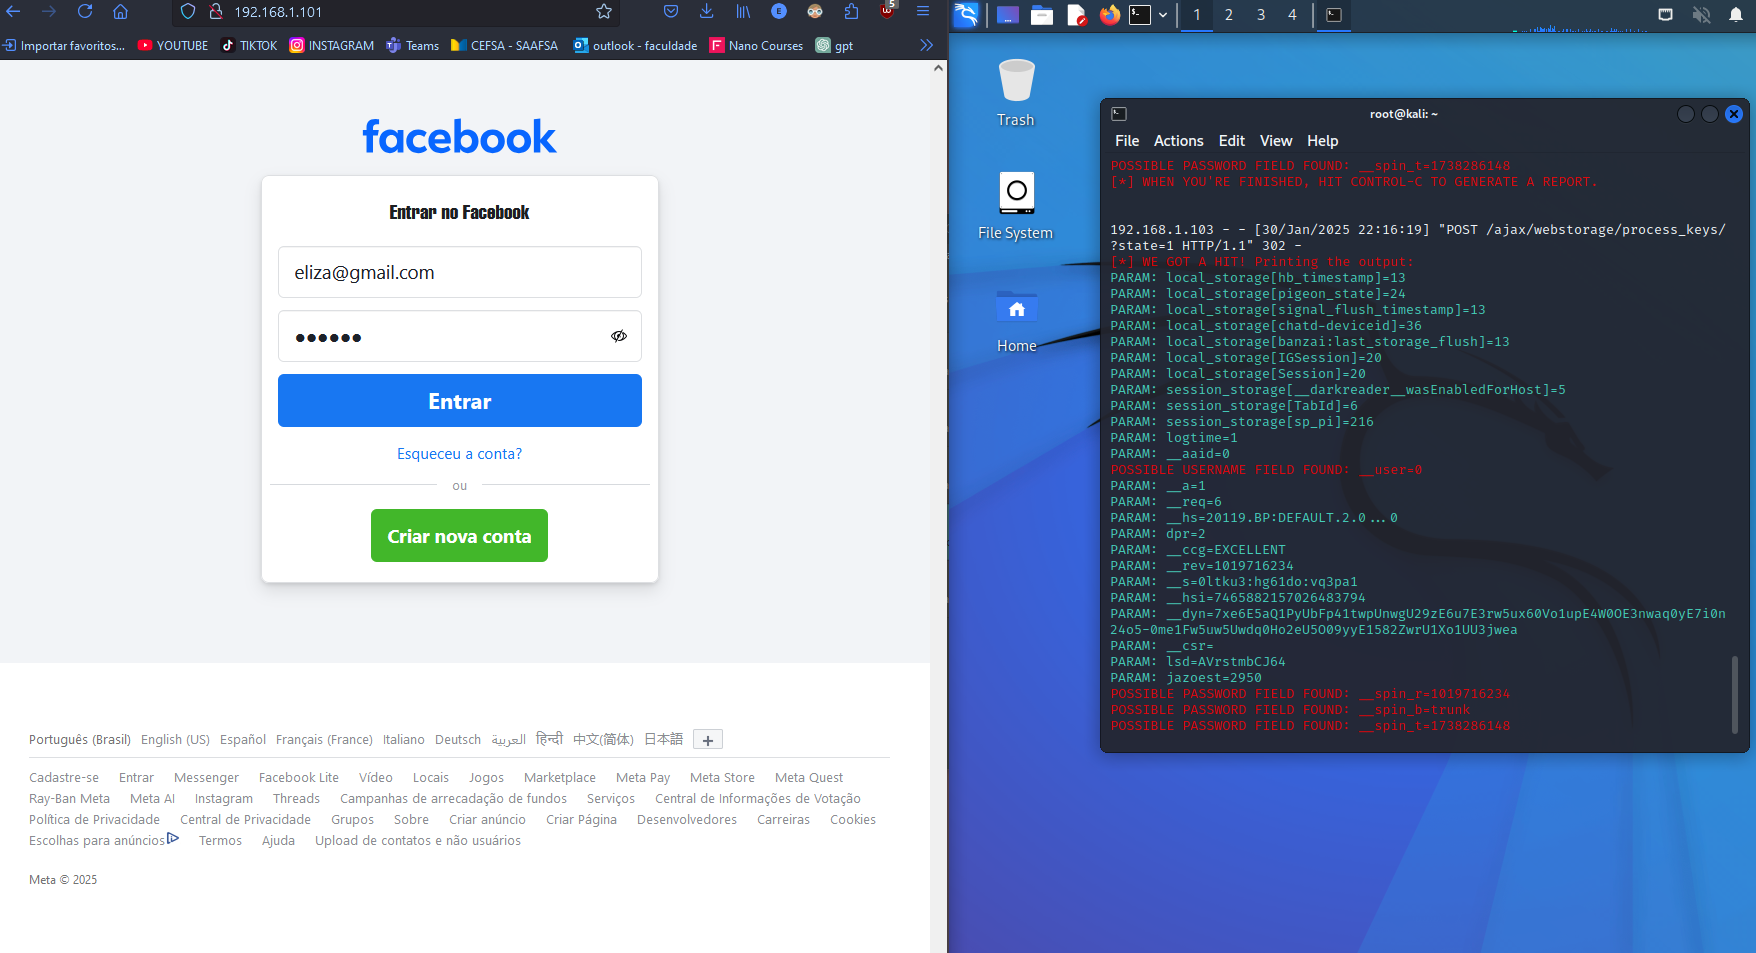 192.168.1.101
5
E
Importar favoritos...
YOUTUBE
TIKTOK
INSTAGRAM
Teams
CEFSA - SAAFSA
outlook - faculdade
Nano Courses
gpt
facebook
Entrar no Facebook
eliza@gmail.com
●●●●●●
Entrar
Esqueceu a conta?
ou
Criar nova conta
Português (Brasil) English (US) Español Français (France) Italiano Deutsch العربية हिन्दी 中文(简体) 日本語 +
Cadastre-se Entrar Messenger Facebook Lite Vídeo Locais Jogos Marketplace Meta Pay Meta Store Meta Quest
Ray-Ban Meta Meta AI Instagram Threads Campanhas de arrecadação de fundos Serviços Central de Informações de Votação
Política de Privacidade Central de Privacidade Grupos Sobre Criar anúncio Criar Página Desenvolvedores Carreiras Cookies
Escolhas para anúncios Termos Ajuda Upload de contatos e não usuários
Meta © 2025
1 2 3 4
Trash
File System
Home
root@kali: ~
File Actions Edit View Help
POSSIBLE PASSWORD FIELD FOUND: __spin_t=1738286148
[*] WHEN YOU'RE FINISHED, HIT CONTROL-C TO GENERATE A REPORT.
192.168.1.103 - - [30/Jan/2025 22:16:19] "POST /ajax/webstorage/process_keys/
?state=1 HTTP/1.1" 302 -
[*] WE GOT A HIT! Printing the output:
PARAM: local_storage[hb_timestamp]=13
PARAM: local_storage[pigeon_state]=24
PARAM: local_storage[signal_flush_timestamp]=13
PARAM: local_storage[chatd-deviceid]=36
PARAM: local_storage[banzai:last_storage_flush]=13
PARAM: local_storage[IGSession]=20
PARAM: local_storage[Session]=20
PARAM: session_storage[__darkreader__wasEnabledForHost]=5
PARAM: session_storage[TabId]=6
PARAM: session_storage[sp_pi]=216
PARAM: logtime=1
PARAM: __aaid=0
POSSIBLE USERNAME FIELD FOUND: __user=0
PARAM: __a=1
PARAM: __req=6
PARAM: __hs=20119.BP:DEFAULT.2.0...0
PARAM: dpr=2
PARAM: __ccg=EXCELLENT
PARAM: __rev=1019716234
PARAM: __s=0ltku3:hg61do:vq3pa1
PARAM: __hsi=7465882157026483794
PARAM: __dyn=7xe6E5aQ1PyUbFp41twpUnwgU29zE6u7E3rw5ux60Vo1upE4W0OE3nwaq0yE7i0n
24o5-0me1Fw5uw5Uwdq0Ho2eU5O09yyE1582ZwrU1Xo1UU3jwea
PARAM: __csr=
PARAM: lsd=AVrstmbCJ64
PARAM: jazoest=2950
POSSIBLE PASSWORD FIELD FOUND: __spin_r=1019716234
POSSIBLE PASSWORD FIELD FOUND: __spin_b=trunk
POSSIBLE PASSWORD FIELD FOUND: __spin_t=1738286148